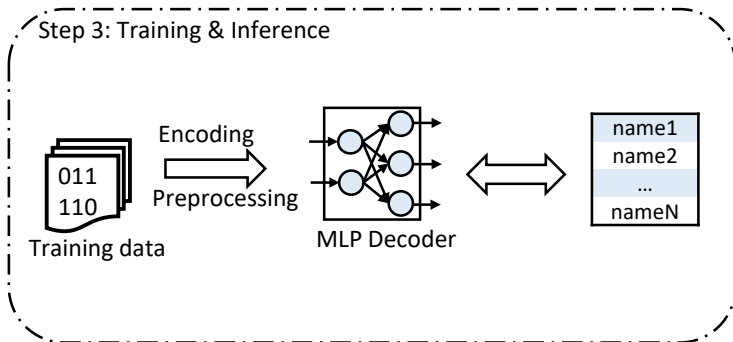 Step 3: Training & Inference
Encoding
Preprocessing
011
110
Training data
MLP Decoder
name1
name2
...
nameN